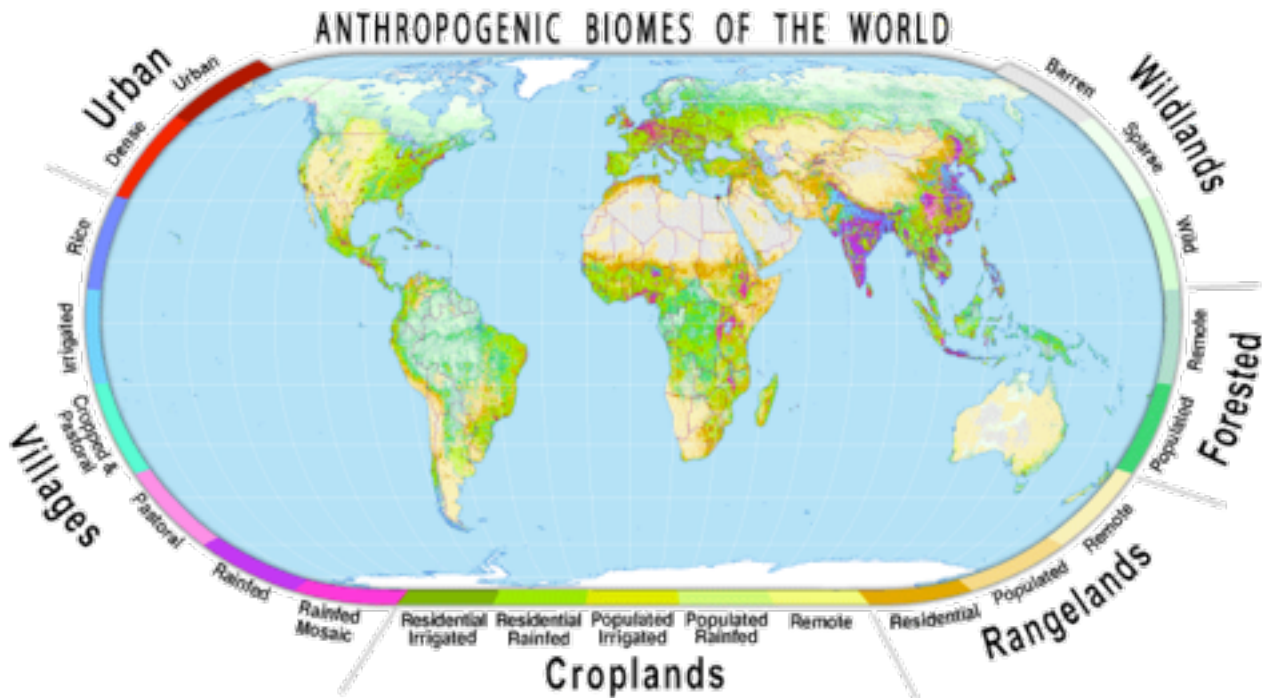 ANTHROPOGENIC BIOMES OF THE WORLD
Urban
Urban
Dense
Villages
Rice
Irrigated
Cropped &
Pastoral
Pastoral
Rainfed
Rainfed
Mosaic
Croplands
Residential
Irrigated
Residential
Rainfed
Populated
Irrigated
Populated
Rainfed
Remote
Rangelands
Residential
Populated
Remote
Forested
Populated
Remote
Wildlands
Wild
Sparse
Barren